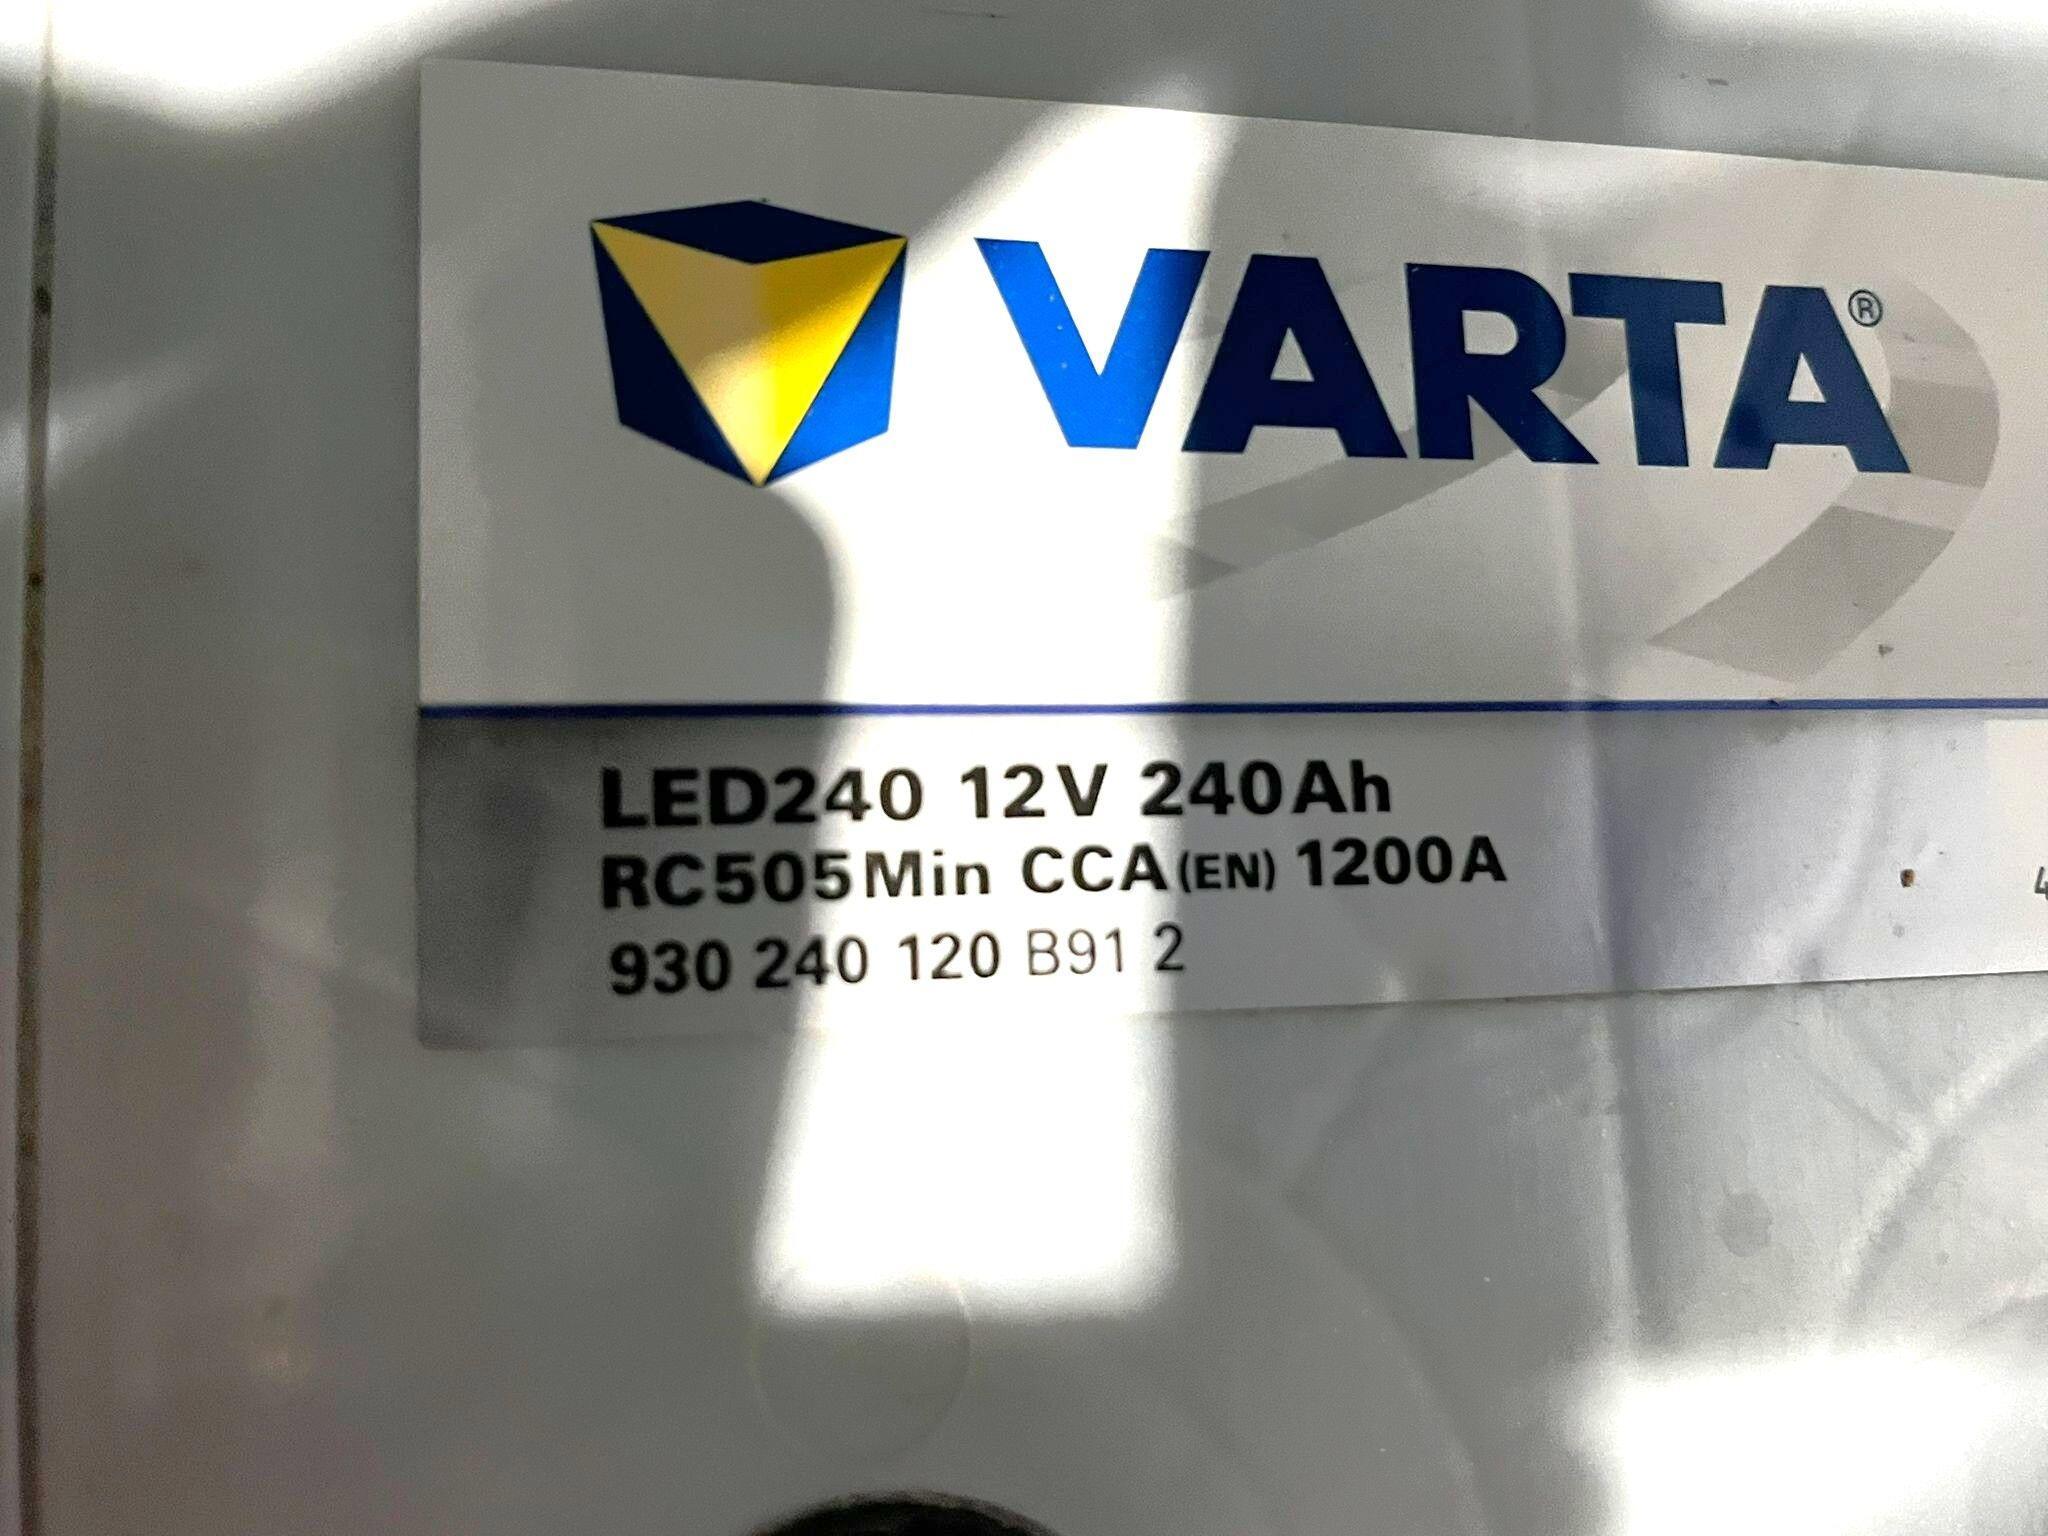 VARTA®
LED240 12V 240Ah
RC505Min CCA(EN) 1200A
930 240 120 B91 2